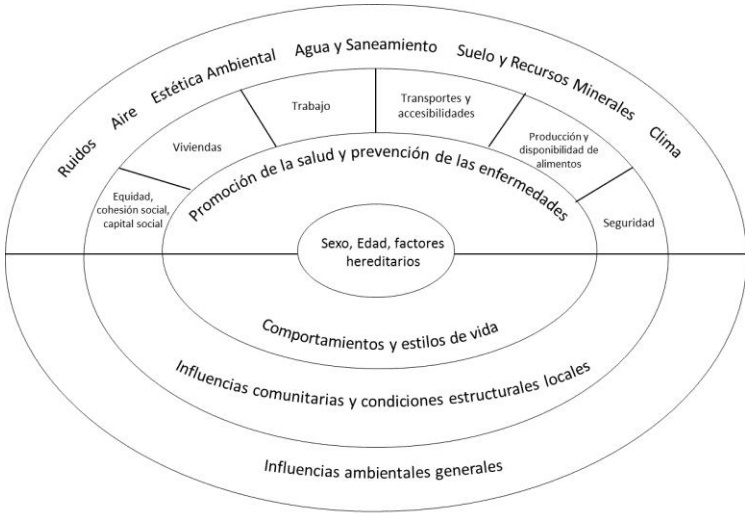 Ruidos Aire Estética Ambiental Agua y Saneamiento Suelo y Recursos Minerales Clima
Equidad,
cohesión social,
capital social
Viviendas
Trabajo
Transportes y
accesibilidades
Producción y
disponibilidad de
alimentos
Seguridad
Promoción de la salud y prevención de las enfermedades
Sexo, Edad, factores
hereditarios
Comportamientos y estilos de vida
Influencias comunitarias y condiciones estructurales locales
Influencias ambientales generales